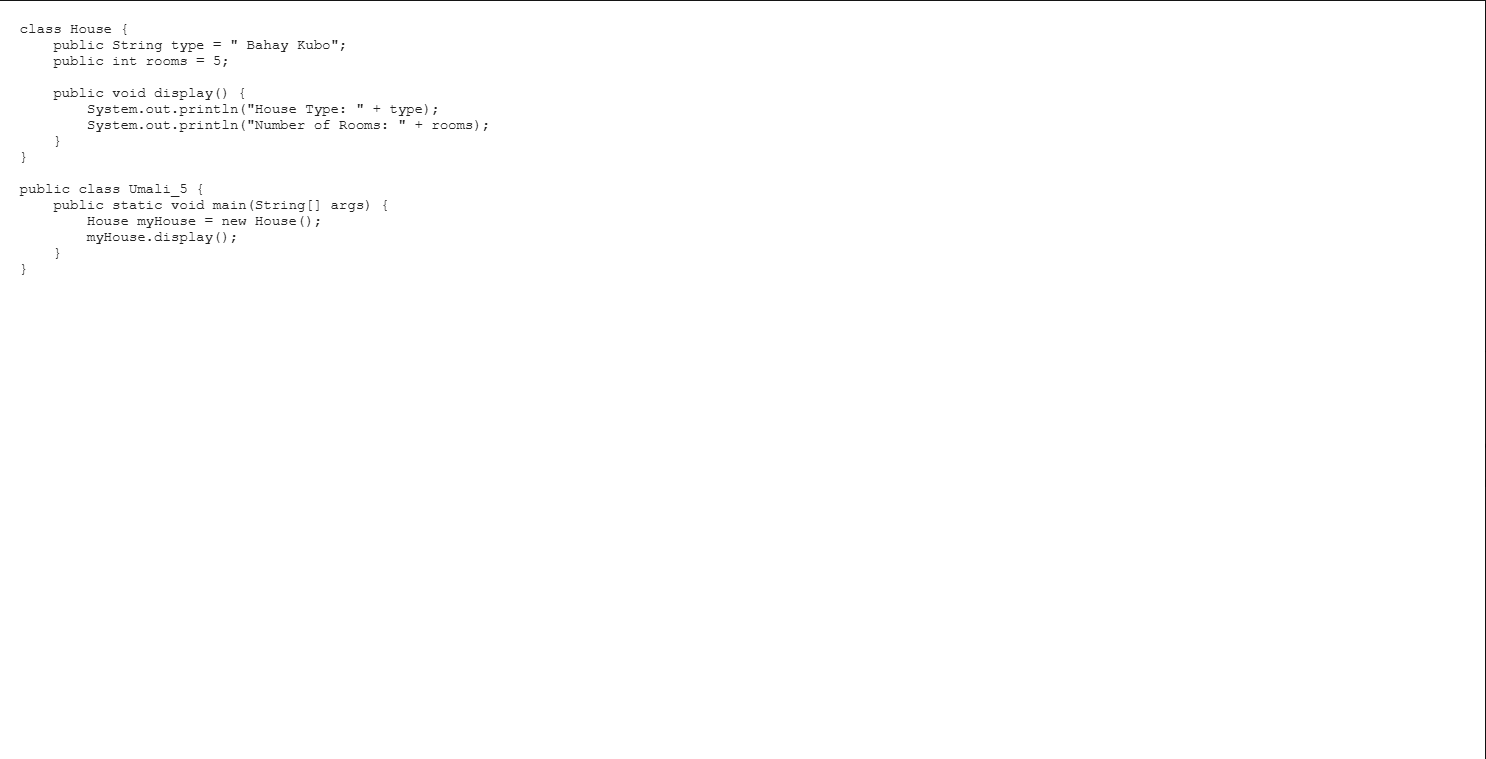 class House {
    public String type = " Bahay Kubo";
    public int rooms = 5;

    public void display() {
        System.out.println("House Type: " + type);
        System.out.println("Number of Rooms: " + rooms);
    }
}

public class Umali_5 {
    public static void main(String[] args) {
        House myHouse = new House();
        myHouse.display();
    }
}